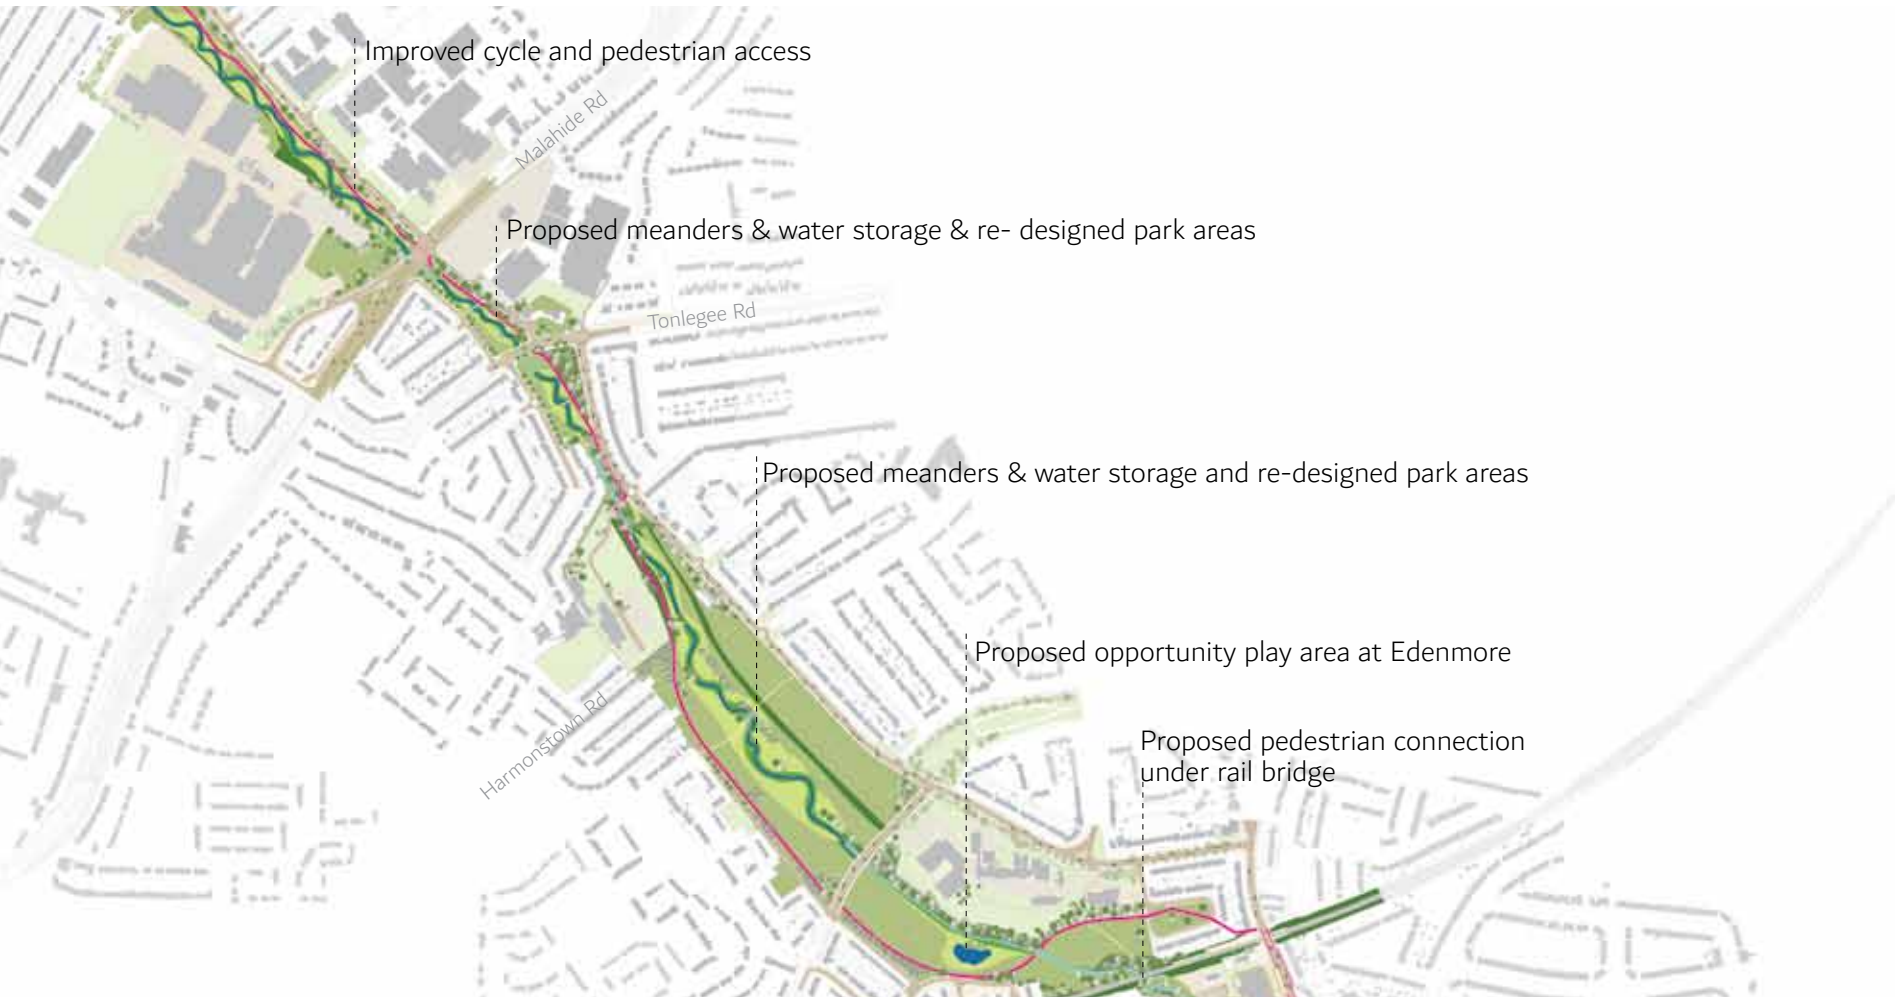 Improved cycle and pedestrian access
Malahide Rd
Proposed meanders & water storage & re- designed park areas
Tonlegee Rd
Proposed meanders & water storage and re-designed park areas
Proposed opportunity play area at Edenmore
Harmonstown Rd
Proposed pedestrian connection
under rail bridge